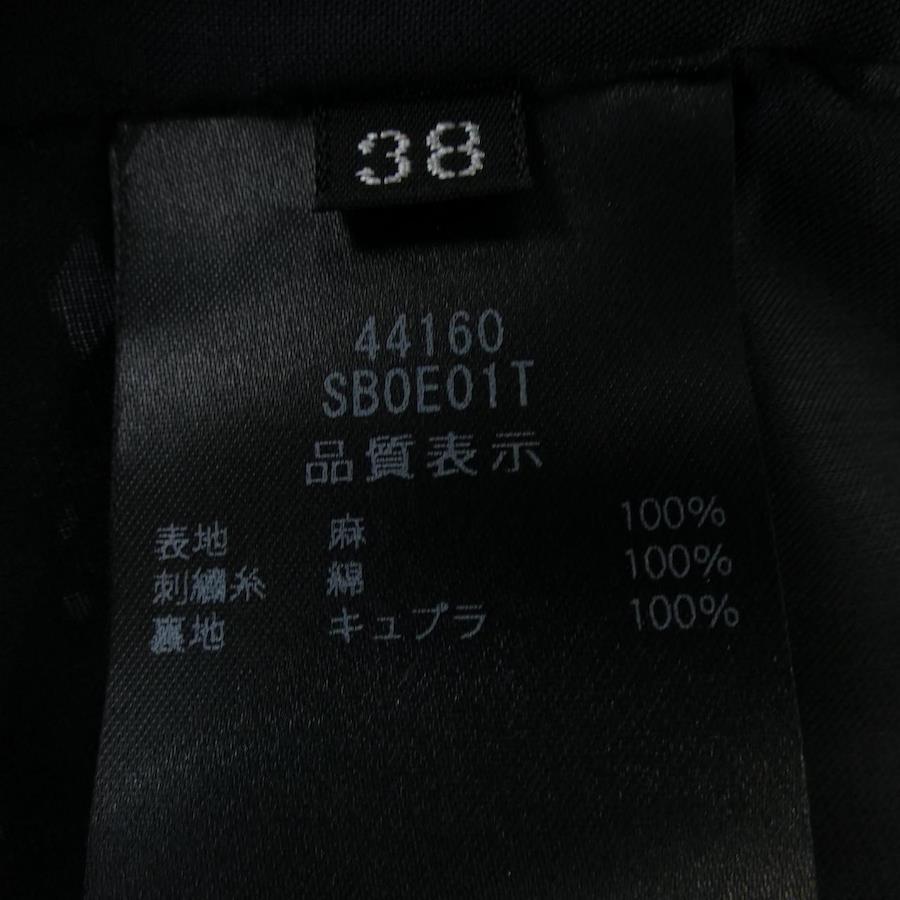 38
44160
SB0E01T
品質表示
表地 麻 100%
刺繍糸 綿 100%
裏地 キュプラ 100%